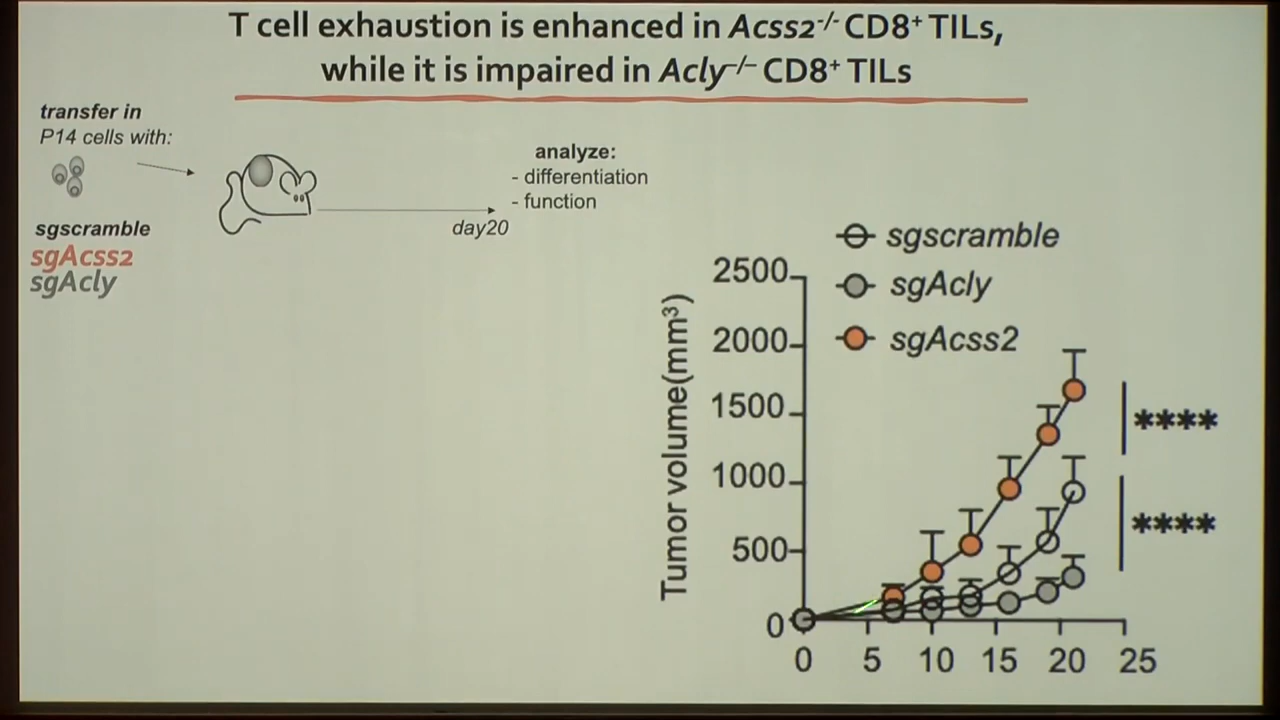 T cell exhaustion is enhanced in Acss2-/- CD8+ TILs,
while it is impaired in Acly-/- CD8+ TILs
transfer in
P14 cells with:
sgscramble
sgAcss2
sgAcly
day20
analyze:
- differentiation
- function
sgscramble
sgAcly
sgAcss2
Tumor volume(mm3)
2500
2000
1500
1000
500
0
0 5 10 15 20 25
****
****